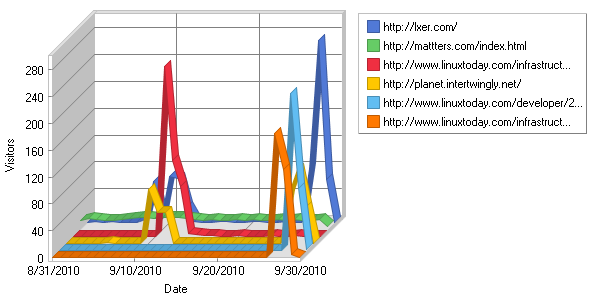 http://lxer.com/
http://mattters.com/index.html
http://www.linuxtoday.com/infrastruct...
http://planet.intertwingly.net/
http://www.linuxtoday.com/developer/2...
http://www.linuxtoday.com/infrastruct...
280
240
200
160
120
80
40
0
Visitors
8/31/2010 9/10/2010 9/20/2010 9/30/2010
Date